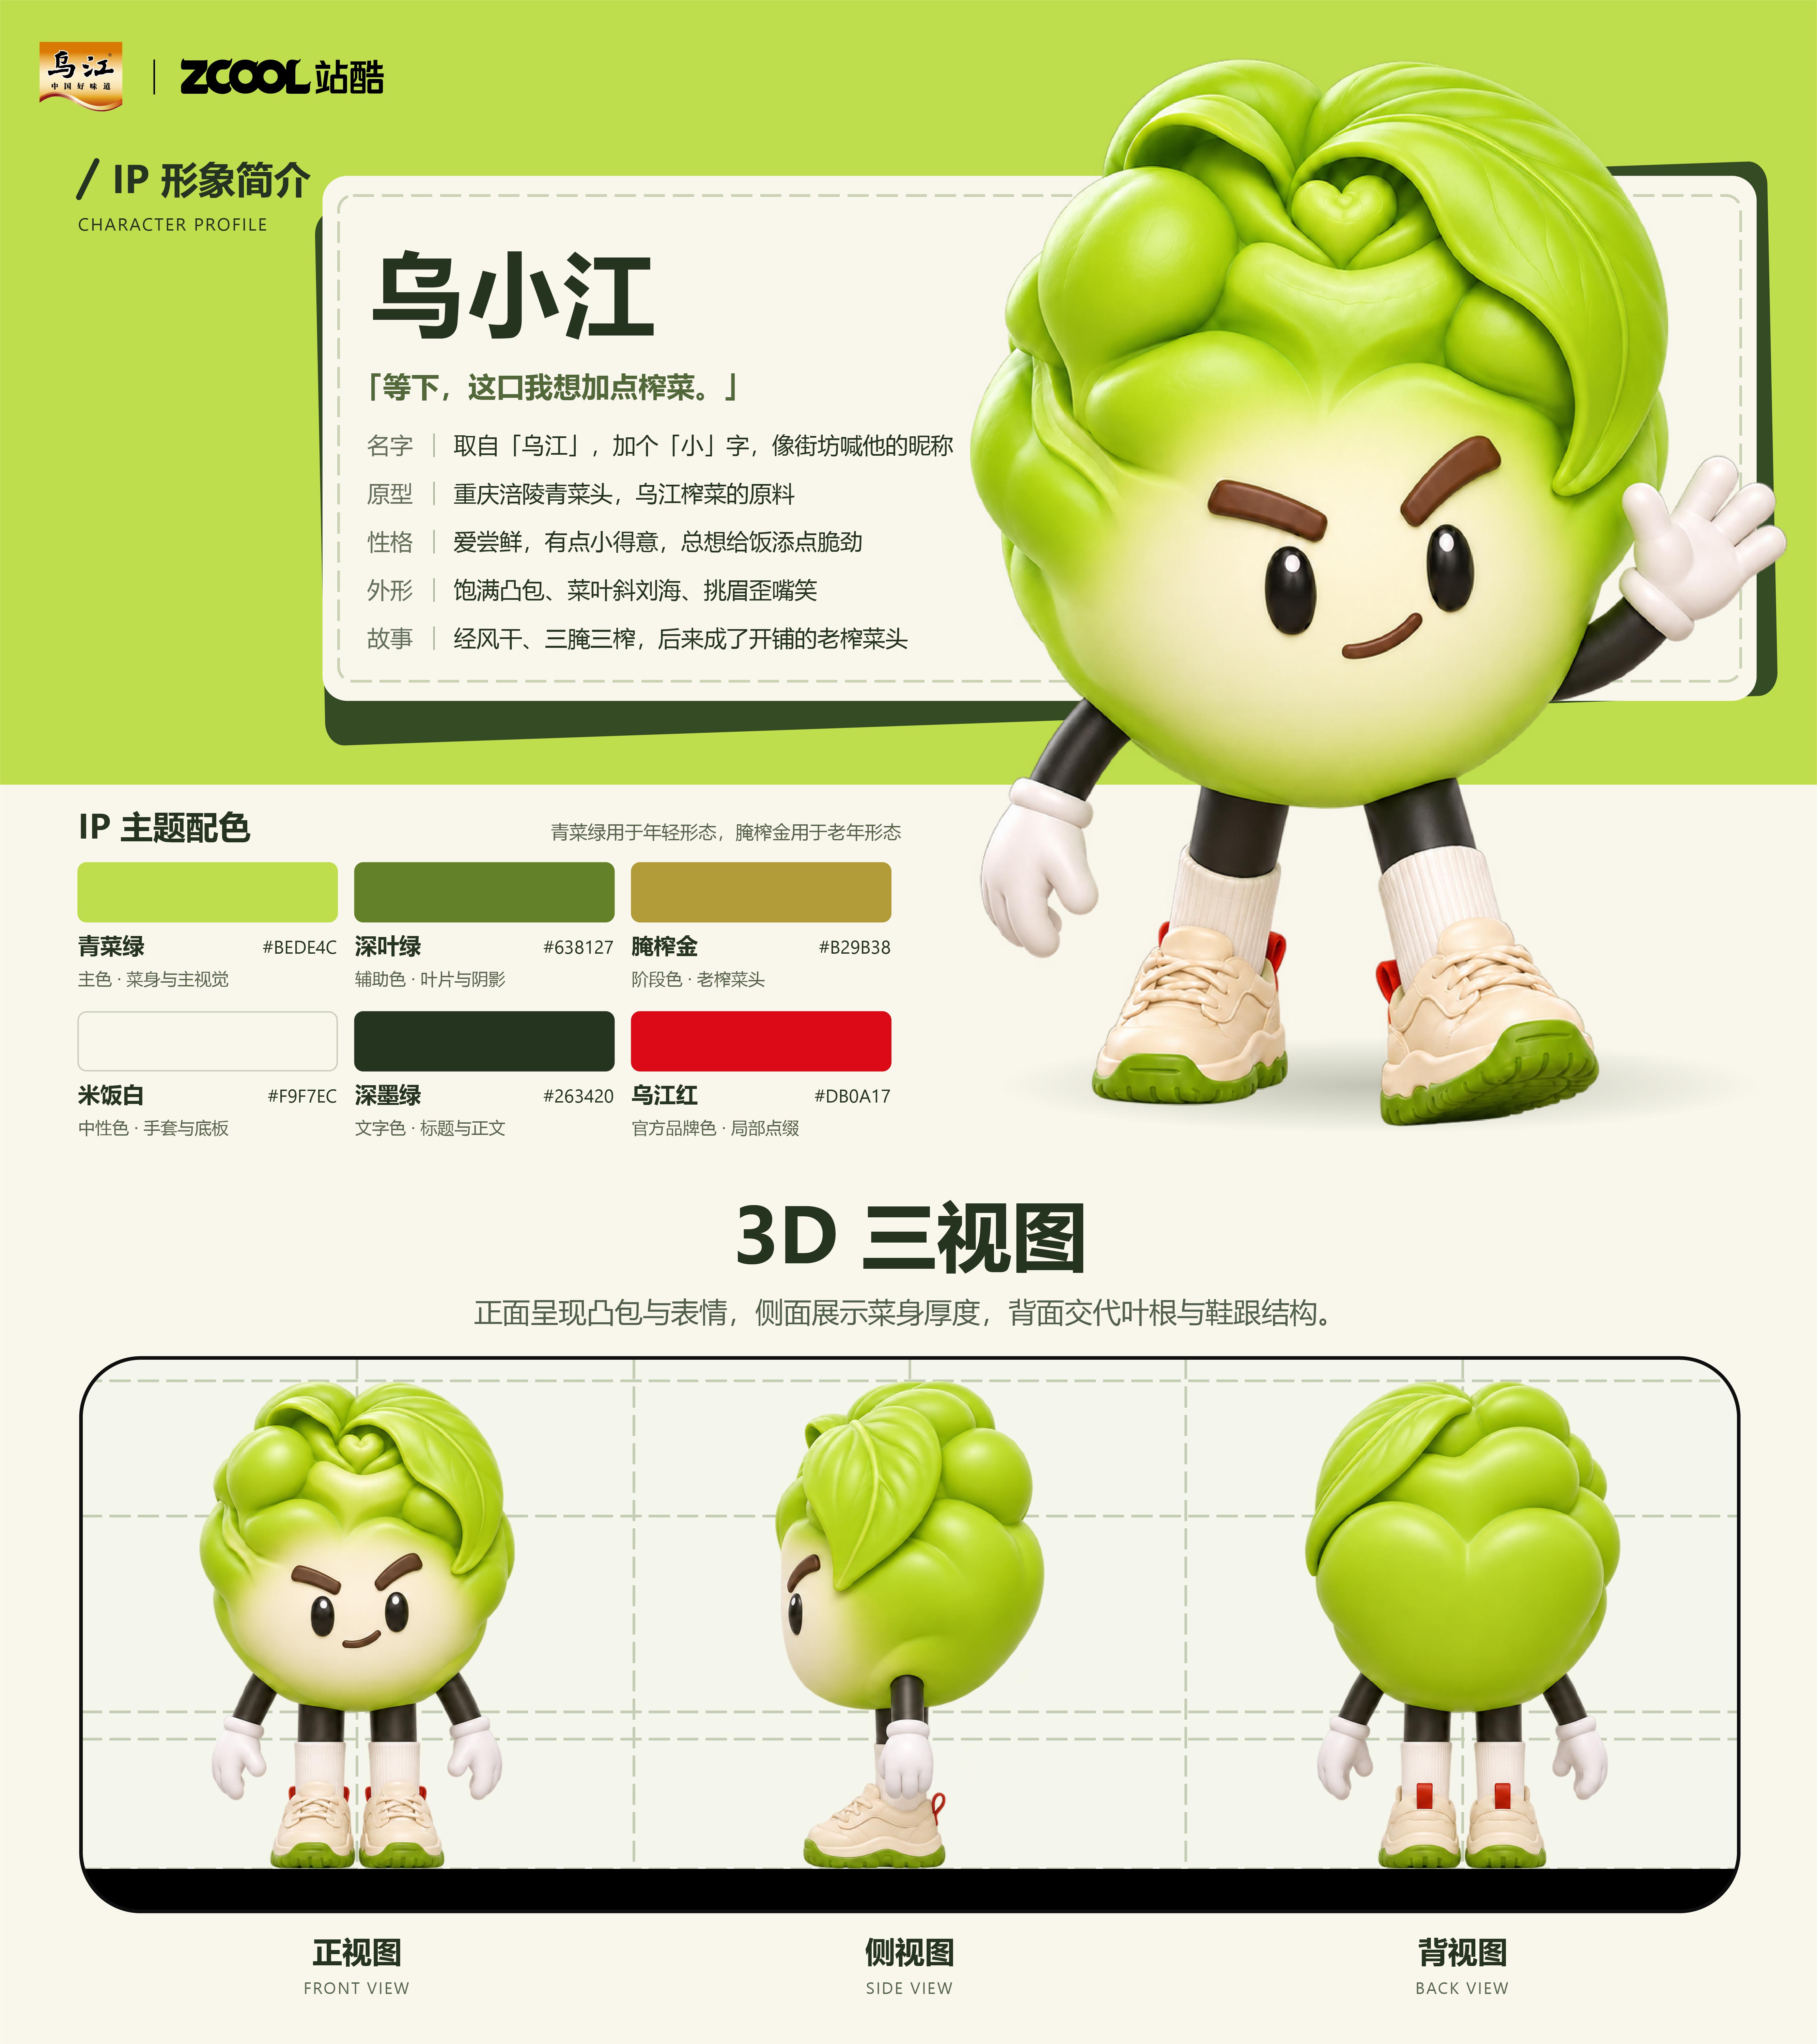 乌江
中国好味道
ZCOOL 站酷
/ IP 形象简介
CHARACTER PROFILE
乌小江
「等下，这口我想加点榨菜。」
名字｜取自「乌江」，加个「小」字，像街坊喊他的昵称
原型｜重庆涪陵青菜头，乌江榨菜的原料
性格｜爱尝鲜，有点小得意，总想给饭添点脆劲
外形｜饱满凸包、菜叶斜刘海、挑眉歪嘴笑
故事｜经风干、三腌三榨，后来成了开铺的老榨菜头
IP 主题配色
青菜绿用于年轻形态，腌榨金用于老年形态
青菜绿 #BEDE4C
主色 · 菜身与主视觉
深叶绿 #638127
辅助色 · 叶片与阴影
腌榨金 #B29B38
阶段色 · 老榨菜头
米饭白 #F9F7EC
中性色 · 手套与底板
深墨绿 #263420
文字色 · 标题与正文
乌江红 #DB0A17
官方品牌色 · 局部点缀
3D 三视图
正面呈现凸包与表情，侧面展示菜身厚度，背面交代叶根与鞋跟结构。
正视图
FRONT VIEW
侧视图
SIDE VIEW
背视图
BACK VIEW